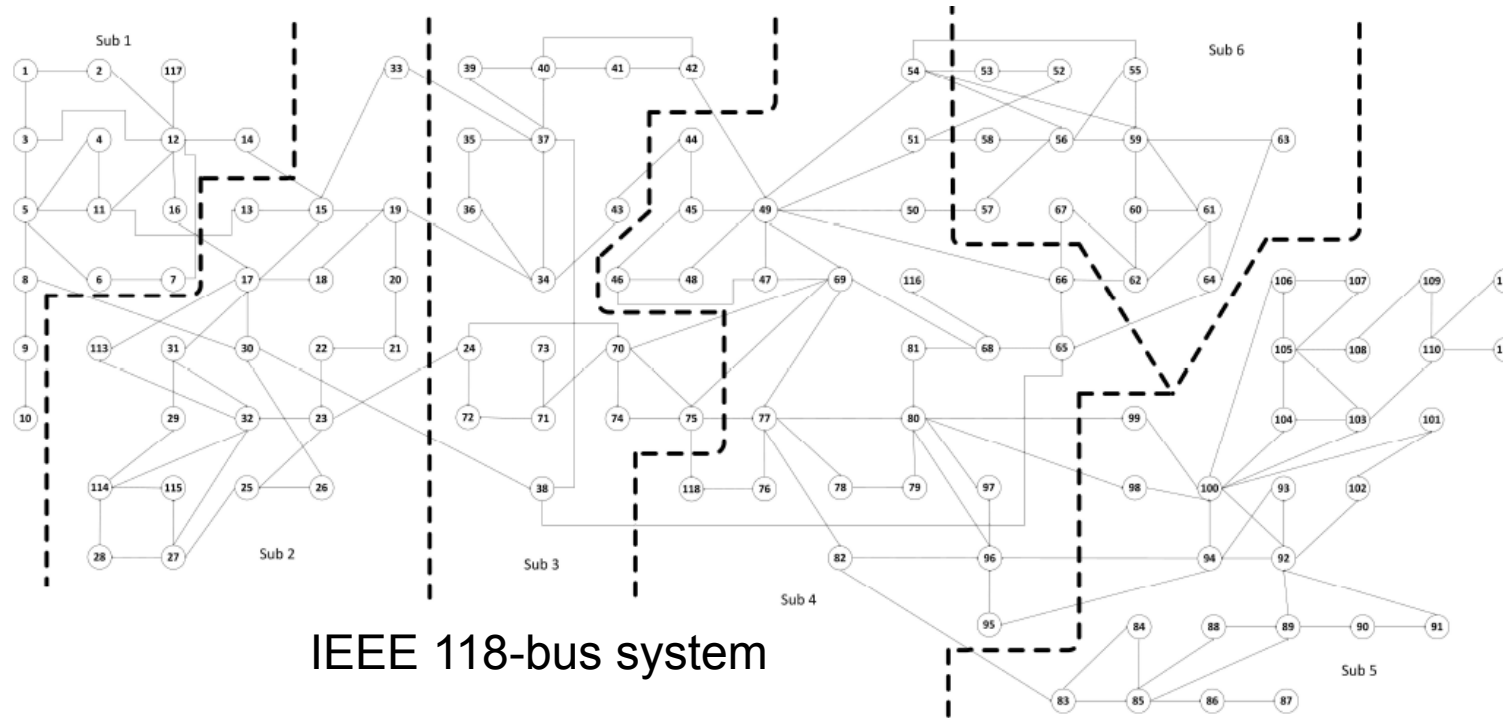 Sub 1
Sub 6
1 2 117 33 39 40 41 42 54 53 52 55
3 4 12 14 35 37 44 51 58 56 59 63
5 11 16 13 15 19 36 43 45 49 50 57 67 60 61
8 6 7 17 18 20 34 46 48 47 69 116 66 62 64 106 107 109
9 113 31 30 22 21 24 73 70 81 68 65 105 108 110
10 29 32 23 72 71 74 75 77 80 99 104 103 101
114 115 25 26 38 118 76 78 79 97 98 100 93 102
28 27 82 96 94 92
Sub 2
Sub 3
Sub 4
95 84 88 89 90 91
IEEE 118-bus system
Sub 5
83 85 86 87